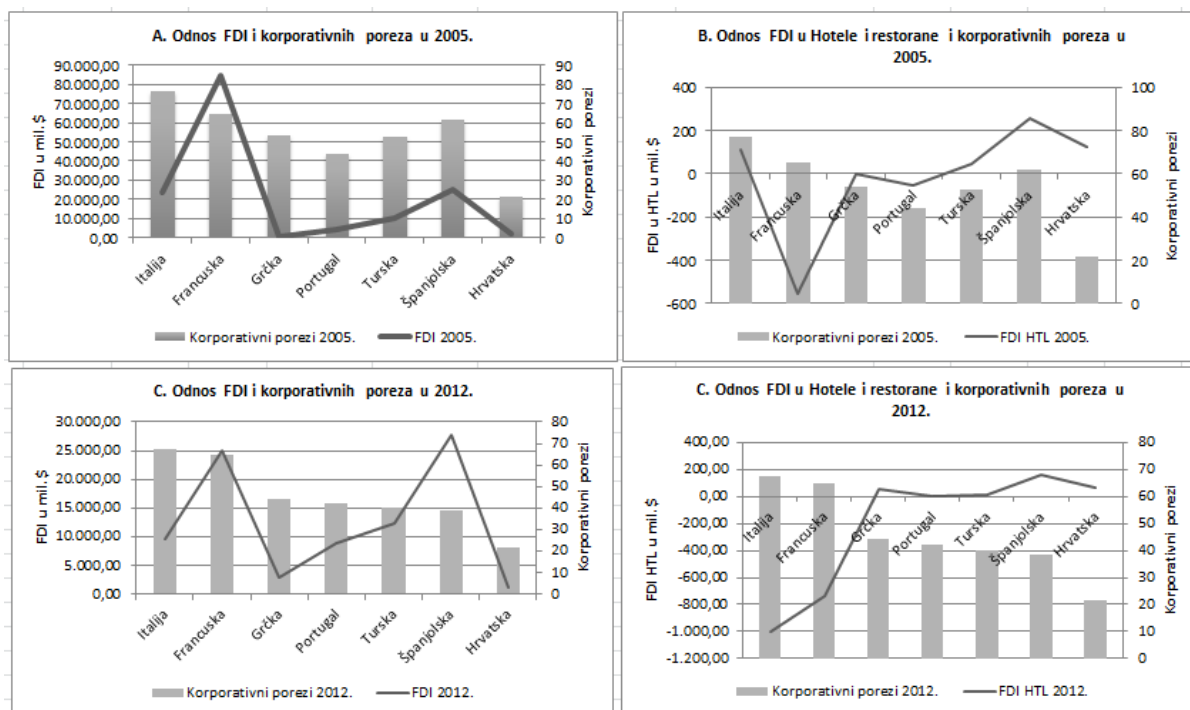 A. Odnos FDI i korporativnih poreza u 2005.
FDI u mil. $
90.000,00
80.000,00
70.000,00
60.000,00
50.000,00
40.000,00
30.000,00
20.000,00
10.000,00
0,00
90
80
70
60
50
40
30
20
10
0
Korporativni porezi
Italija
Francuska
Grčka
Portugal
Turska
Španjolska
Hrvatska
Korporativni porezi 2005.
FDI 2005.
B. Odnos FDI u Hotele i restorane i korporativnih poreza u
2005.
FDI u HTL u mil. $
400
200
0
-200
-400
-600
100
80
60
40
20
0
Korporativni porezi
Italija
Francuska
Grčka
Portugal
Turska
Španjolska
Hrvatska
Korporativni porezi 2005.
FDI HTL 2005.
C. Odnos FDI i korporativnih poreza u 2012.
FDI u mil. $
30.000,00
25.000,00
20.000,00
15.000,00
10.000,00
5.000,00
0,00
80
70
60
50
40
30
20
10
0
Korporativni porezi
Italija
Francuska
Grčka
Portugal
Turska
Španjolska
Hrvatska
Korporativni porezi 2012.
FDI 2012.
C. Odnos FDI u Hotele i restorane i korporativnih poreza u
2012.
FDI HTL u mil. $
400,00
200,00
0,00
-200,00
-400,00
-600,00
-800,00
-1.000,00
-1.200,00
80
70
60
50
40
30
20
10
0
Korporativni porezi
Italija
Francuska
Grčka
Portugal
Turska
Španjolska
Hrvatska
Korporativni porezi 2012.
FDI HTL 2012.